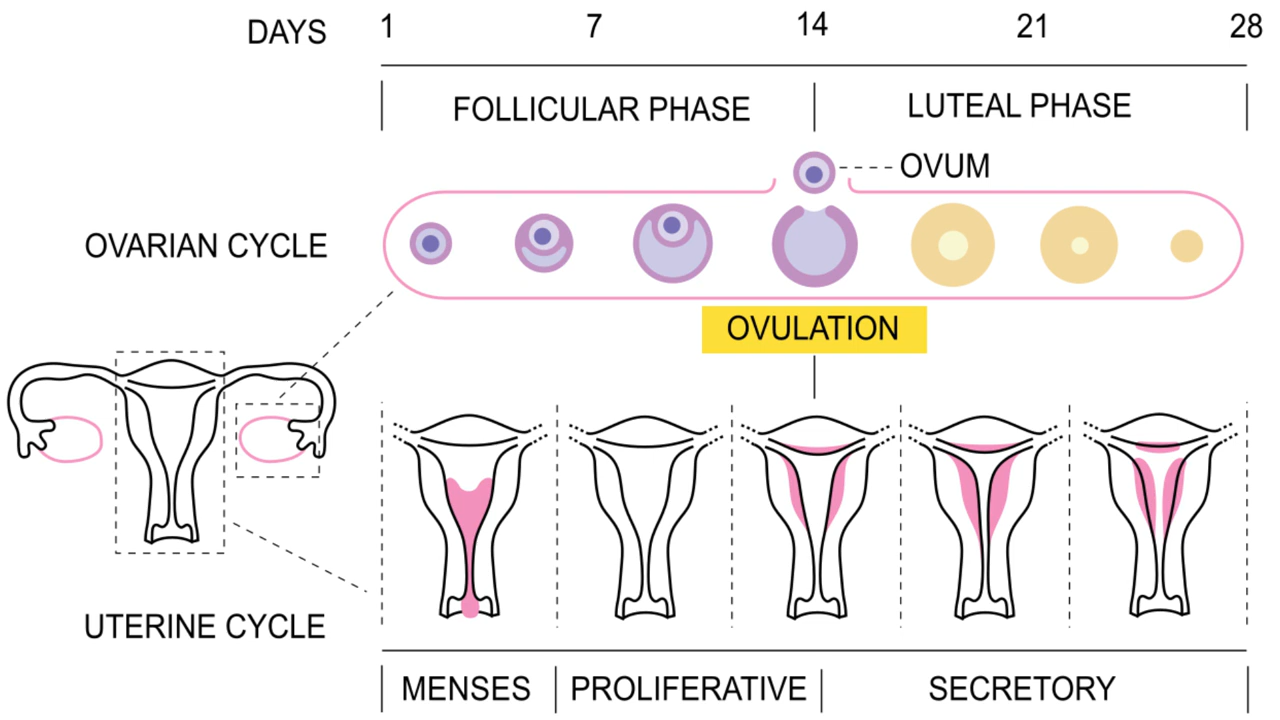 DAYS 1 7 14 21 28
FOLLICULAR PHASE LUTEAL PHASE
OVUM
OVARIAN CYCLE
OVULATION
UTERINE CYCLE
MENSES PROLIFERATIVE SECRETORY